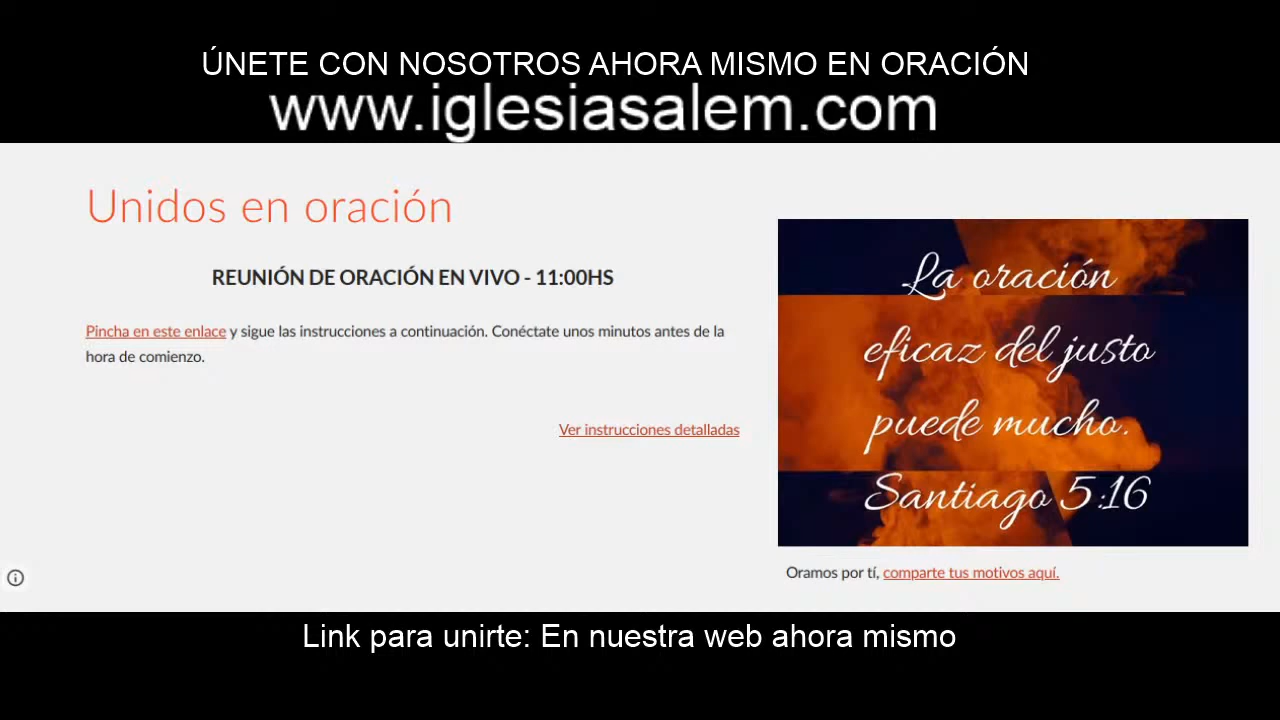 ÚNETE CON NOSOTROS AHORA MISMO EN ORACIÓN
www.iglesiasalem.com
Unidos en oración
REUNIÓN DE ORACIÓN EN VIVO - 11:00HS
Pincha en este enlace y sigue las instrucciones a continuación. Conéctate unos minutos antes de la
hora de comienzo.
Ver instrucciones detalladas
La oración
eficaz del justo
puede mucho.
Santiago 5:16
Oramos por tí, comparte tus motivos aquí.
Link para unirte: En nuestra web ahora mismo